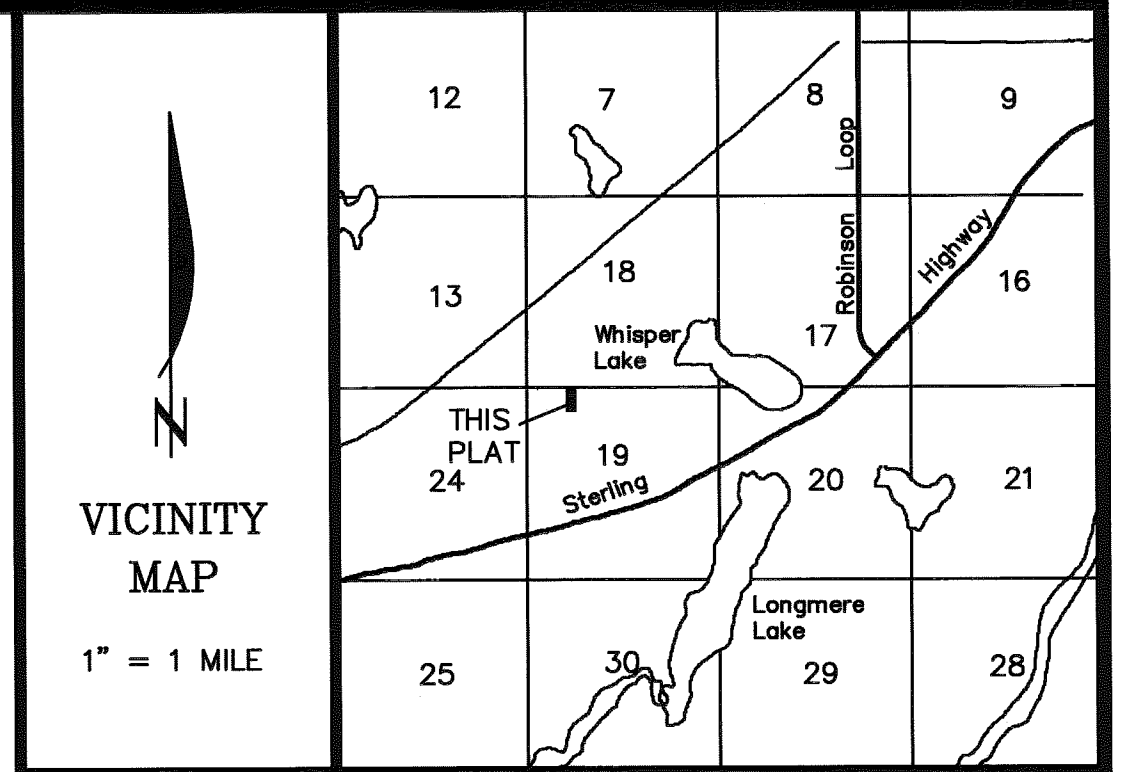 N
VICINITY
MAP
1" = 1 MILE
12
7
8
9
Robinson Loop
Highway
13
18
17
16
Whisper
Lake
THIS
PLAT
24
19
Sterling
20
21
Longmere
Lake
25
30
29
28